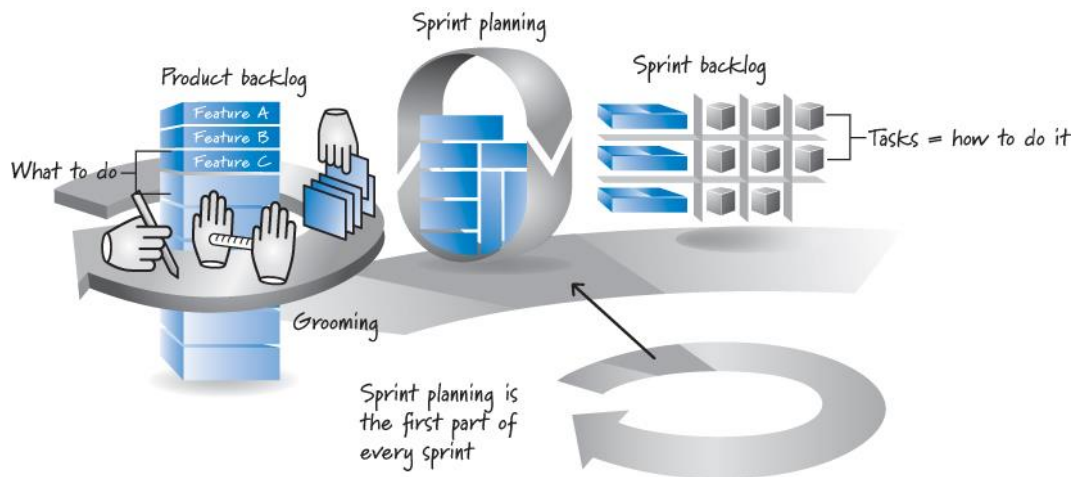 Sprint planning
Product backlog
Sprint backlog
Feature A
Feature B
Feature C
What to do
Tasks = how to do it
Grooming
Sprint planning is
the first part of
every sprint